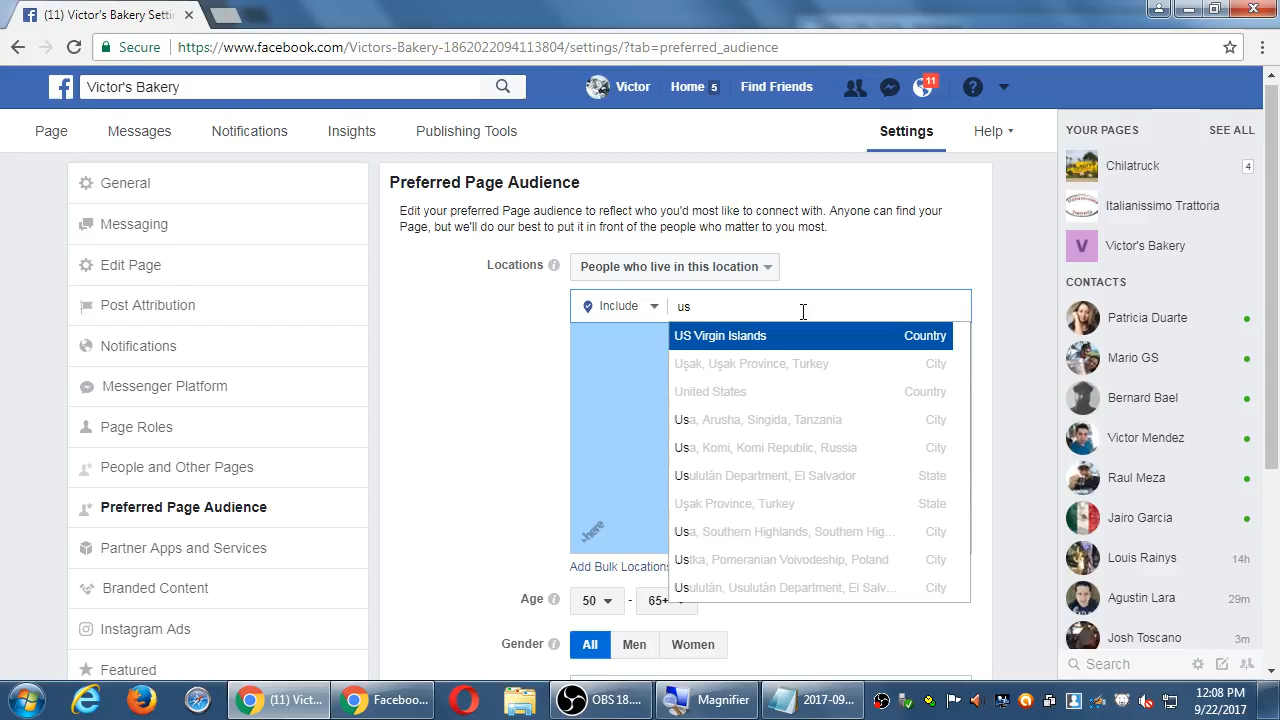 (11) Victor's Bakery Setti
Secure
https://www.facebook.com/Victors-Bakery-1862022094113804/settings/?tab=preferred_audience
Victor's Bakery
Victor
Home 5
Find Friends
11
Page
Messages
Notifications
Insights
Publishing Tools
Settings
Help
General
Messaging
Edit Page
Post Attribution
Notifications
Messenger Platform
Page Roles
People and Other Pages
Preferred Page Audience
Partner Apps and Services
Branded Content
Instagram Ads
Featured
Preferred Page Audience
Edit your preferred Page audience to reflect who you'd most like to connect with. Anyone can find your
Page, but we'll do our best to put it in front of the people who matter to you most.
Locations
People who live in this location
Include
us
US Virgin Islands Country
Uşak, Uşak Province, Turkey City
United States Country
Usa, Arusha, Singida, Tanzania City
Usa, Komi, Komi Republic, Russia City
Usulután Department, El Salvador State
Uşak Province, Turkey State
Usa, Southern Highlands, Southern Hig... City
Ustka, Pomeranian Voivodeship, Poland City
Usulután, Usulután Department, El Salv... City
here
Add Bulk Locations
Age
50 - 65+
Gender
All
Men
Women
YOUR PAGES SEE ALL
Chilatruck 4
Italianissimo Trattoria
V Victor's Bakery
CONTACTS
Patricia Duarte
Mario GS
Bernard Bael
Victor Mendez
Raul Meza
Jairo Garcia
Louis Rainys 14h
Agustin Lara 29m
Josh Toscano 3m
Search
(11) Vict...
Faceboo...
OBS 18....
Magnifier
2017-09...
12:08 PM
9/22/2017